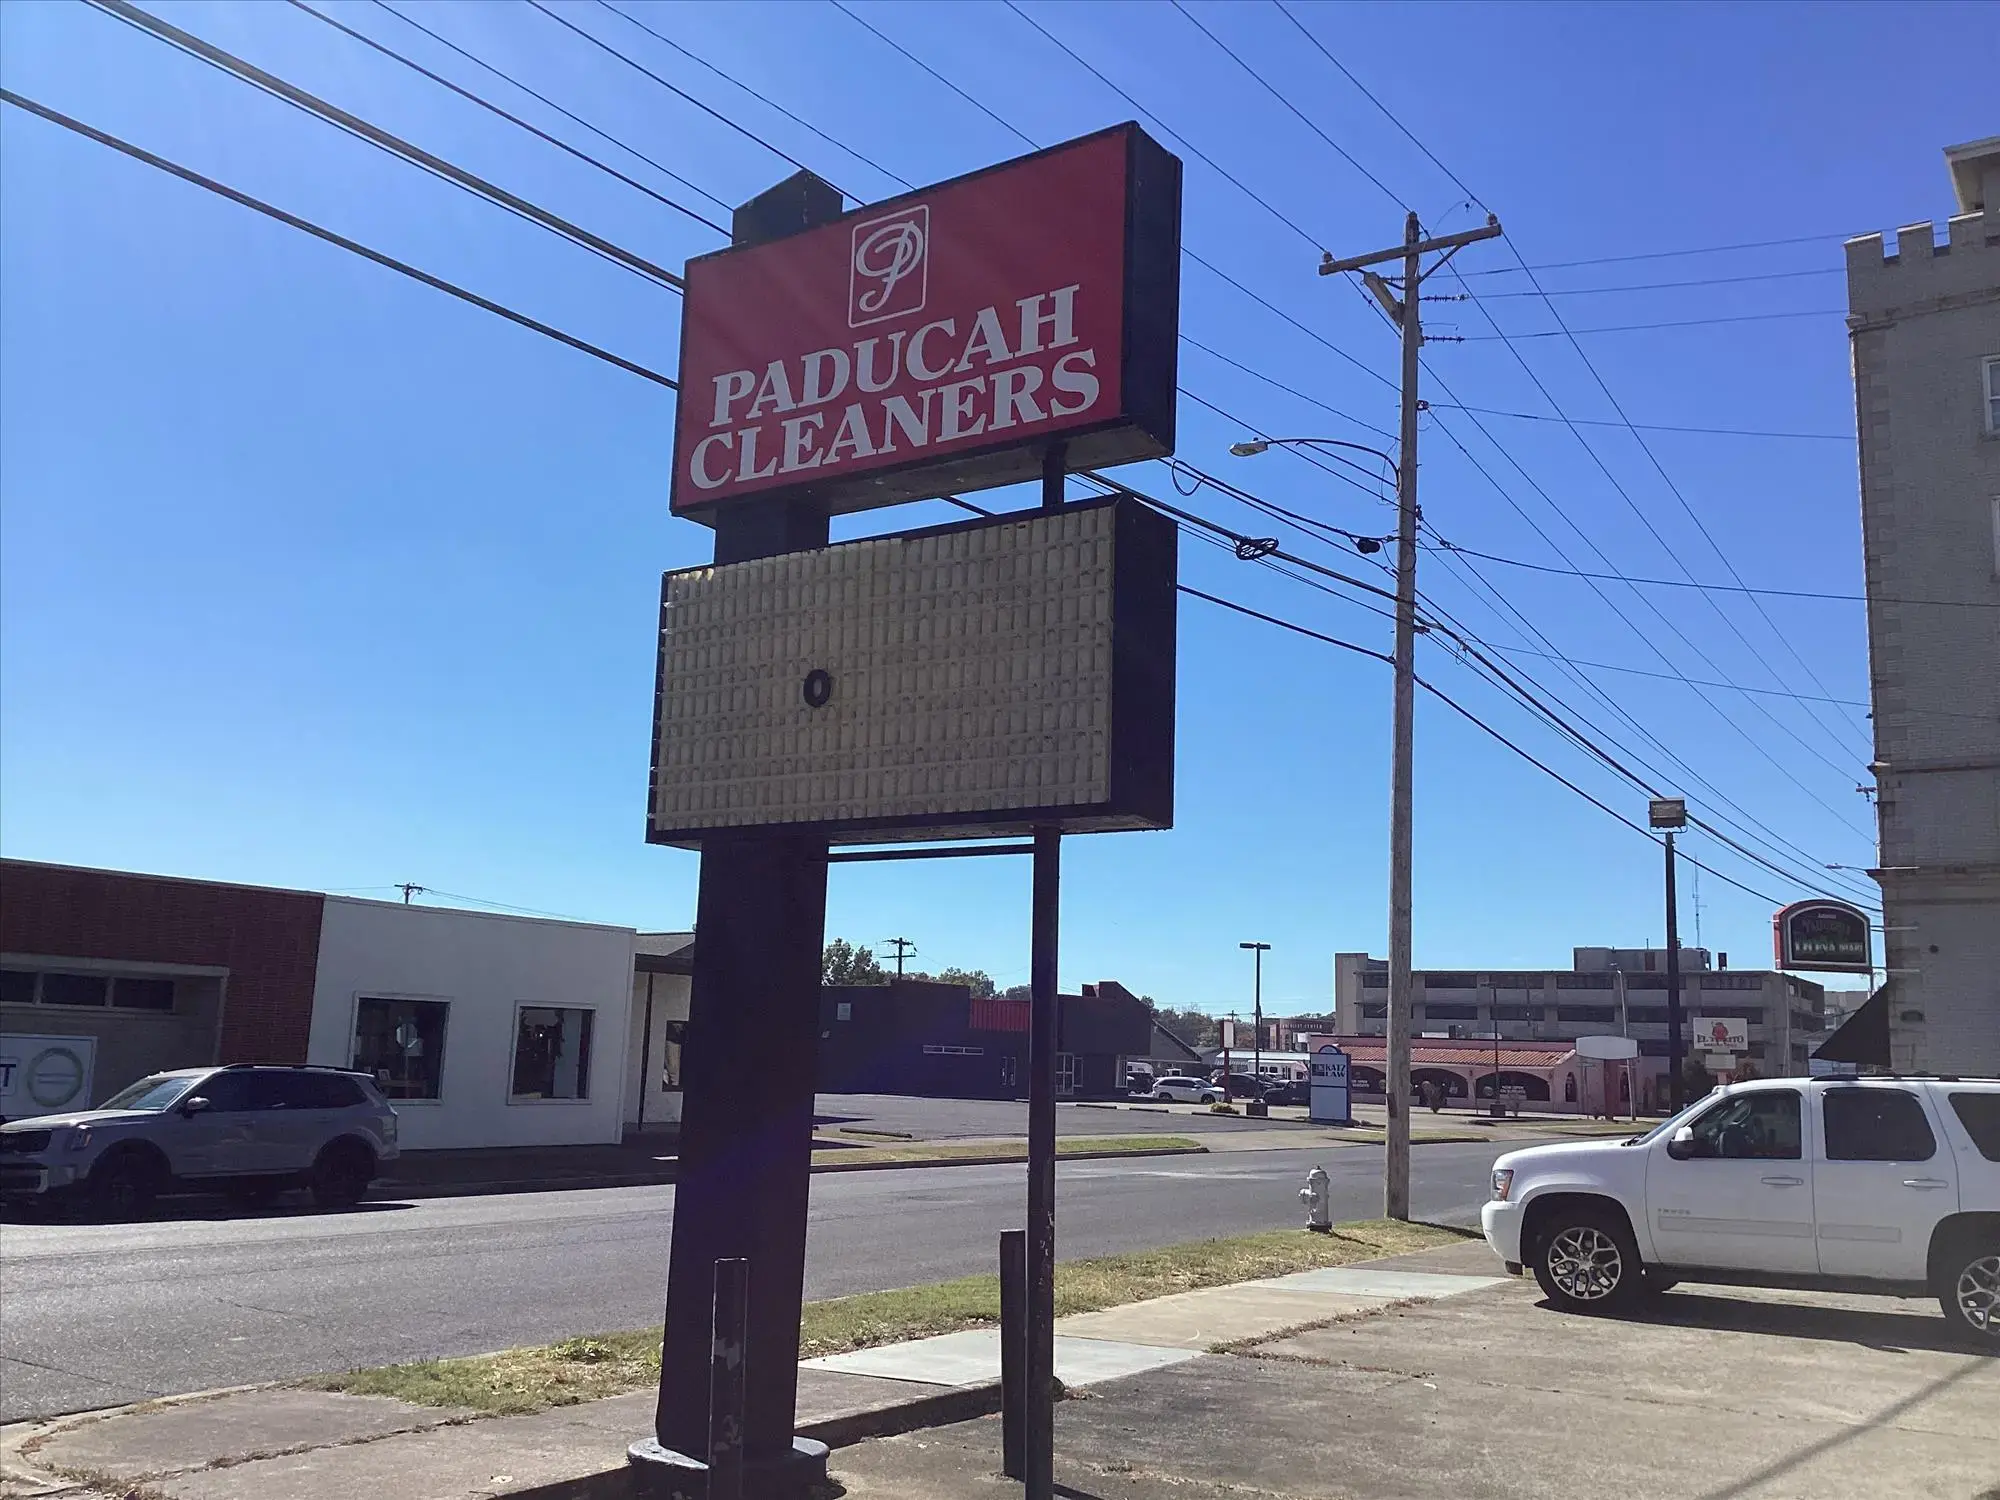 P
PADUCAH
CLEANERS
O
KATZ
LAW